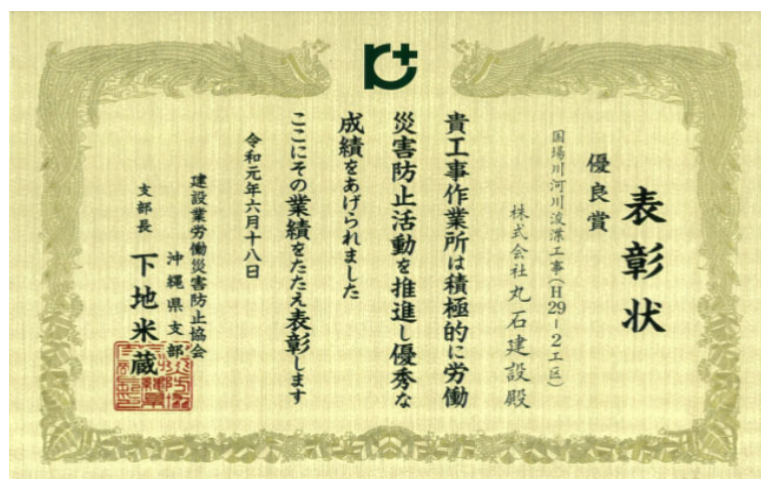 表彰状
優良賞
国場川河川浚渫工事(H29-2工区)
株式会社丸石建設殿
貴工事作業所は積極的に労働
災害防止活動を推進し優秀な
成績をあげられました
ここにその業績をたたえ表彰します
令和元年六月十八日
建設業労働災害防止協会
沖縄県支部
支部長 下地米蔵